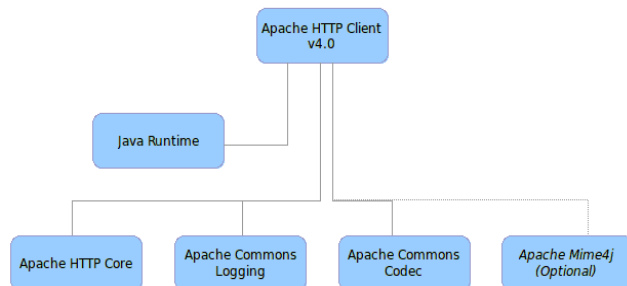 Apache HTTP Client
v4.0
Java Runtime
Apache HTTP Core
Apache Commons
Logging
Apache Commons
Codec
Apache Mime4j
(Optional)